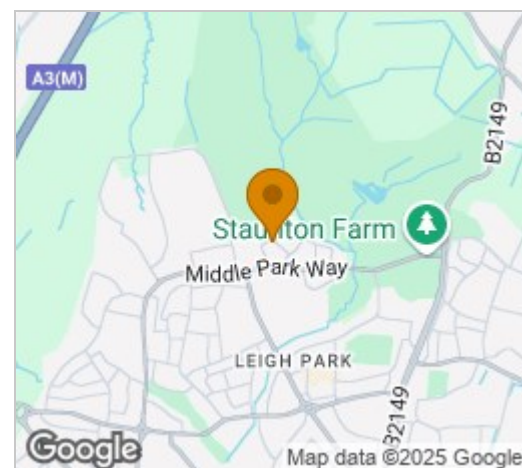 A3(M)
B2149
Staunton Farm
Middle Park Way
LEIGH PARK
B2149
Google
Map data ©2025 Google